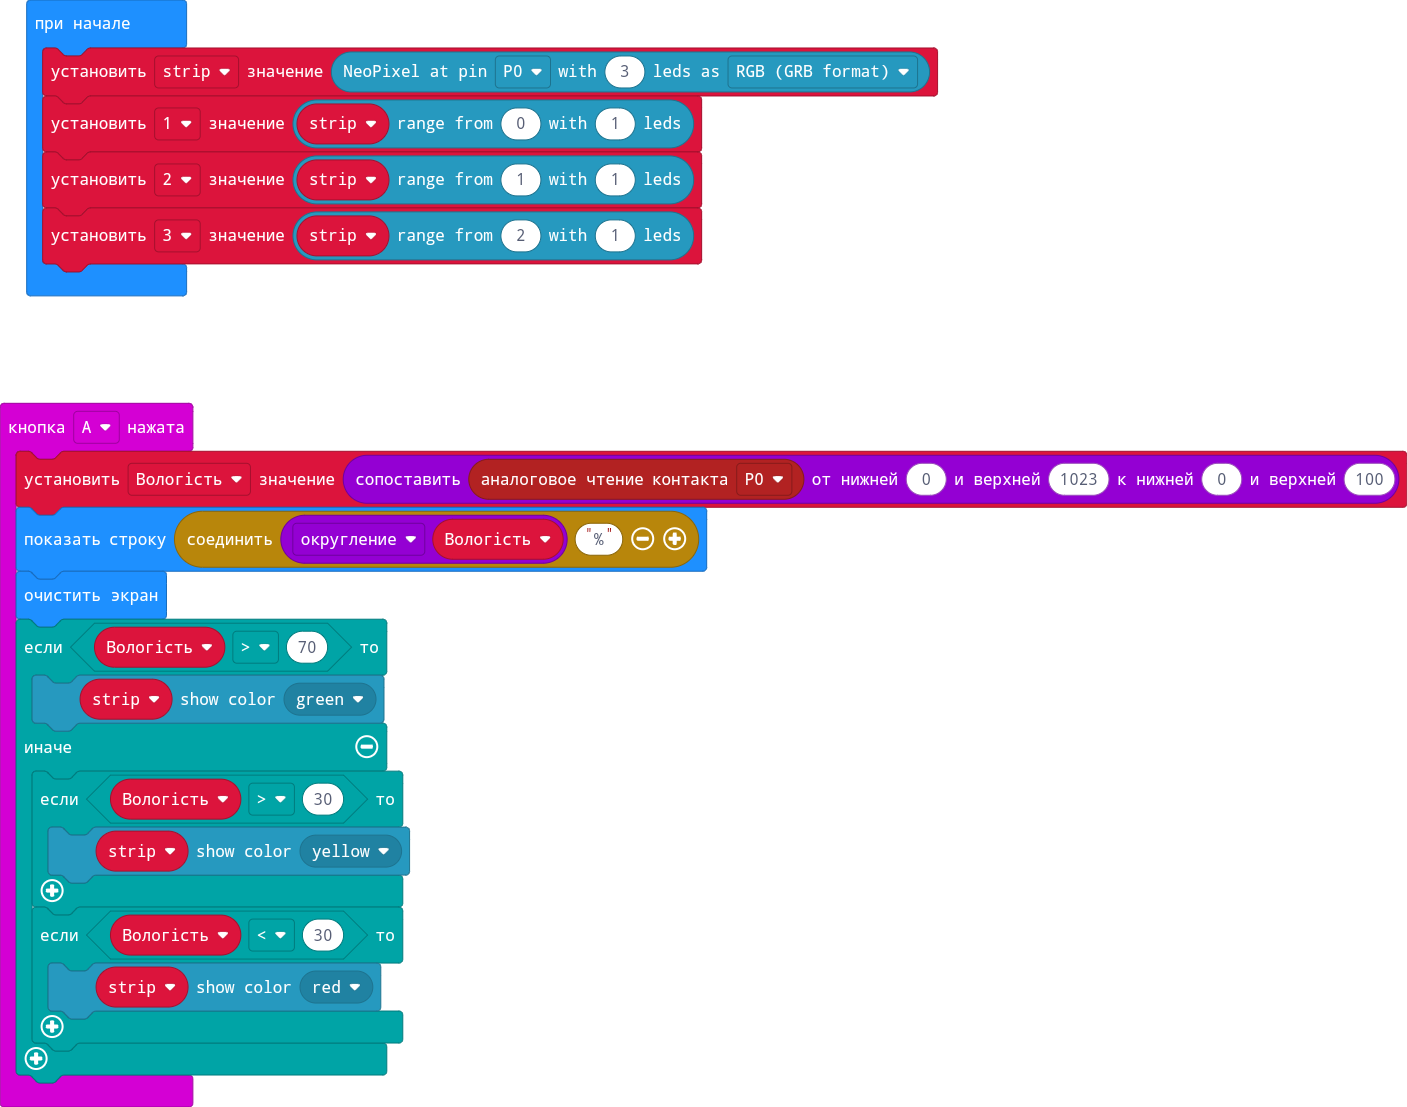 при начале
установить strip значение NeoPixel at pin P0 with 3 leds as RGB (GRB format)
установить 1 значение strip range from 0 with 1 leds
установить 2 значение strip range from 1 with 1 leds
установить 3 значение strip range from 2 with 1 leds
кнопка A нажата
установить Вологість значение сопоставить аналоговое чтение контакта P0 от нижней 0 и верхней 1023 к нижней 0 и верхней 100
показать строку соединить округление Вологість "%"
очистить экран
если Вологість > 70 то
strip show color green
иначе
если Вологість > 30 то
strip show color yellow
если Вологість < 30 то
strip show color red